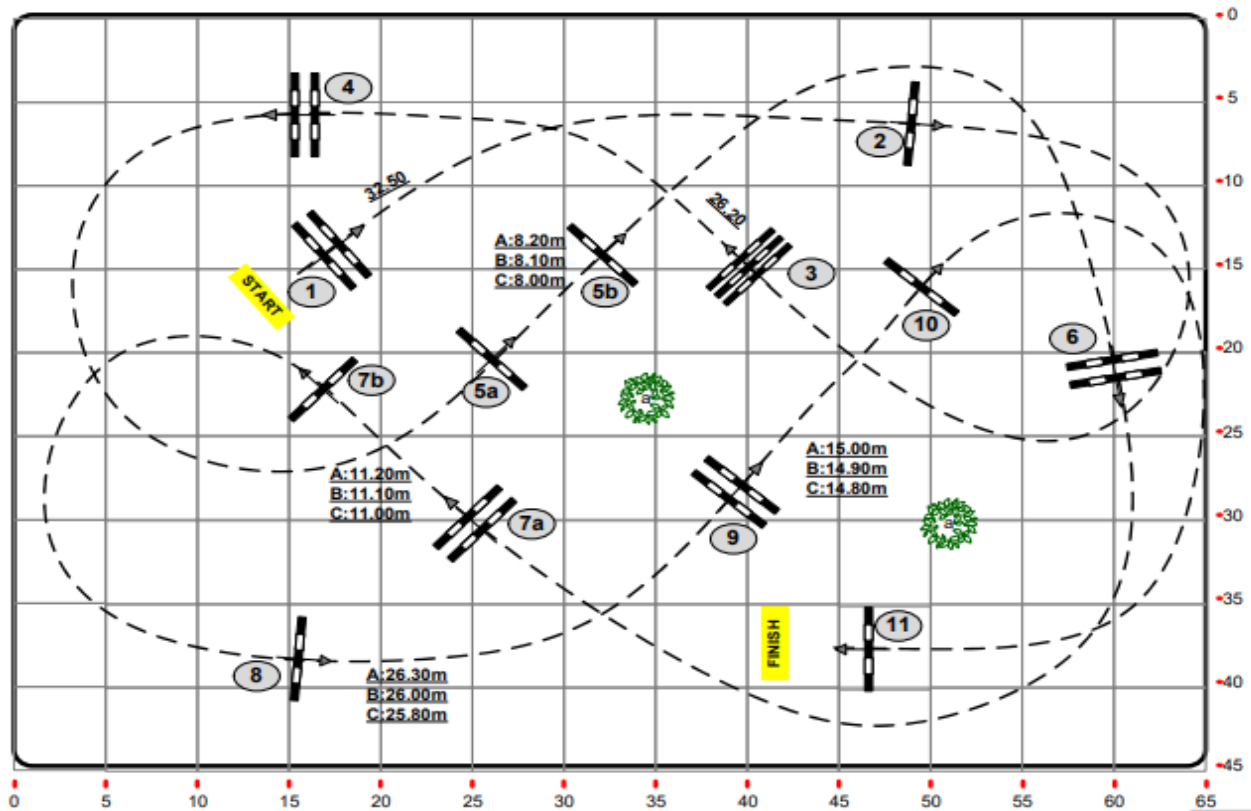 0
4
5
2
32.50
10
26.20
A:8.20m
B:8.10m
C:8.00m
15
START
1
5b
3
10
6
20
7b
5a
a
25
A:11.20m
B:11.10m
C:11.00m
A:15.00m
B:14.90m
C:14.80m
7a
9
a
30
35
FINISH
11
8
A:26.30m
B:26.00m
C:25.80m
40
45
0 5 10 15 20 25 30 35 40 45 50 55 60 65